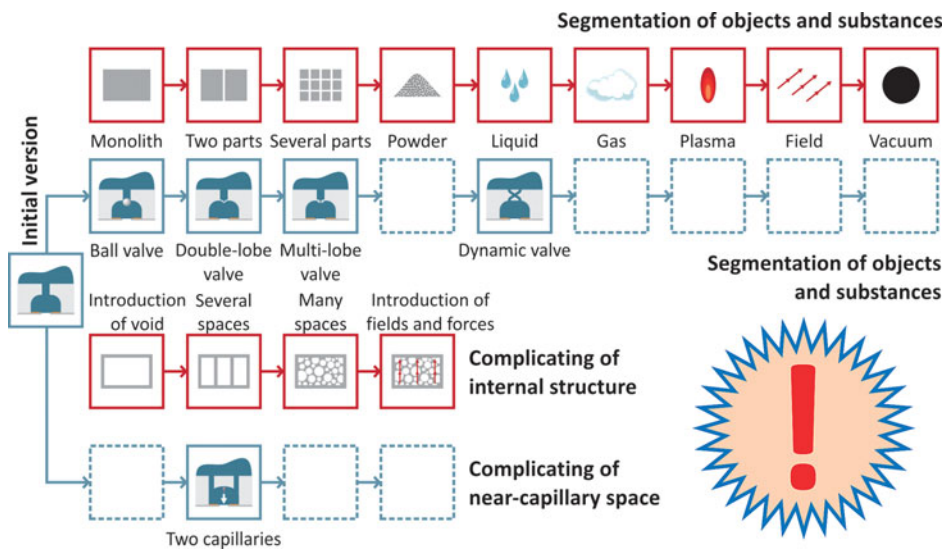 Segmentation of objects and substances
Monolith
Two parts
Several parts
Powder
Liquid
Gas
Plasma
Field
Vacuum
Initial version
Ball valve
Double-lobe
valve
Multi-lobe
valve
Dynamic valve
Segmentation of objects
and substances
Introduction
of void
Several
spaces
Many
spaces
Introduction of
fields and forces
Complicating of
internal structure
Complicating of
near-capillary space
Two capillaries
!